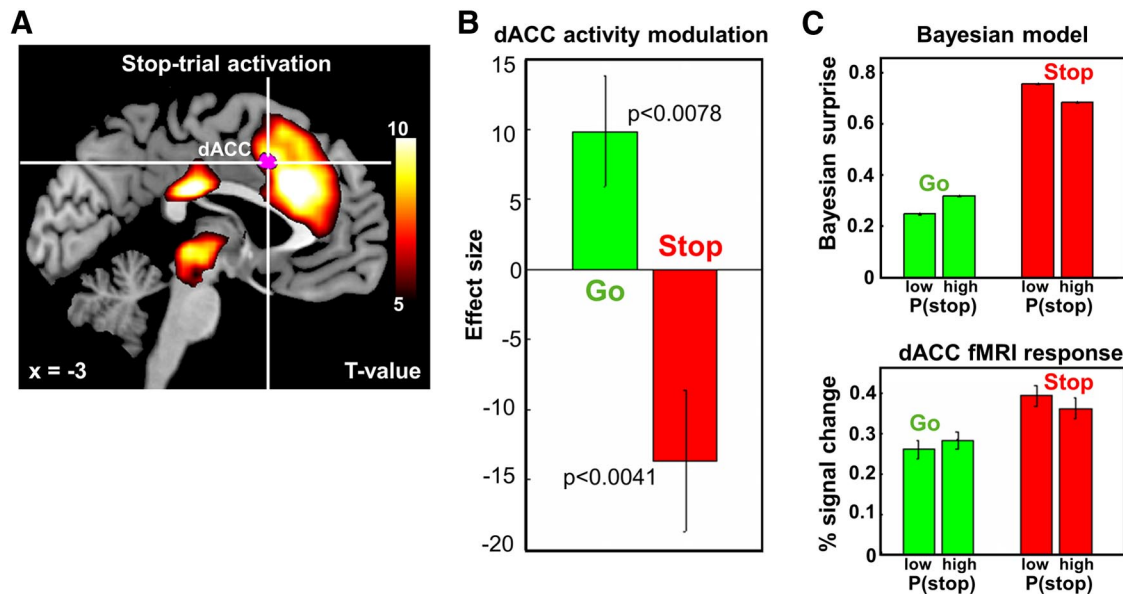 A
Stop-trial activation
dACC
10
5
x = -3
T-value
B
dACC activity modulation
Effect size
15
10
5
0
-5
-10
-15
-20
p<0.0078
Go
Stop
p<0.0041
C
Bayesian model
Bayesian surprise
0.8
0.6
0.4
0.2
0
Go
Stop
low high low high
P(stop) P(stop)
dACC fMRI response
% signal change
0.4
0.3
0.2
0.1
0
Go
Stop
low high low high
P(stop) P(stop)